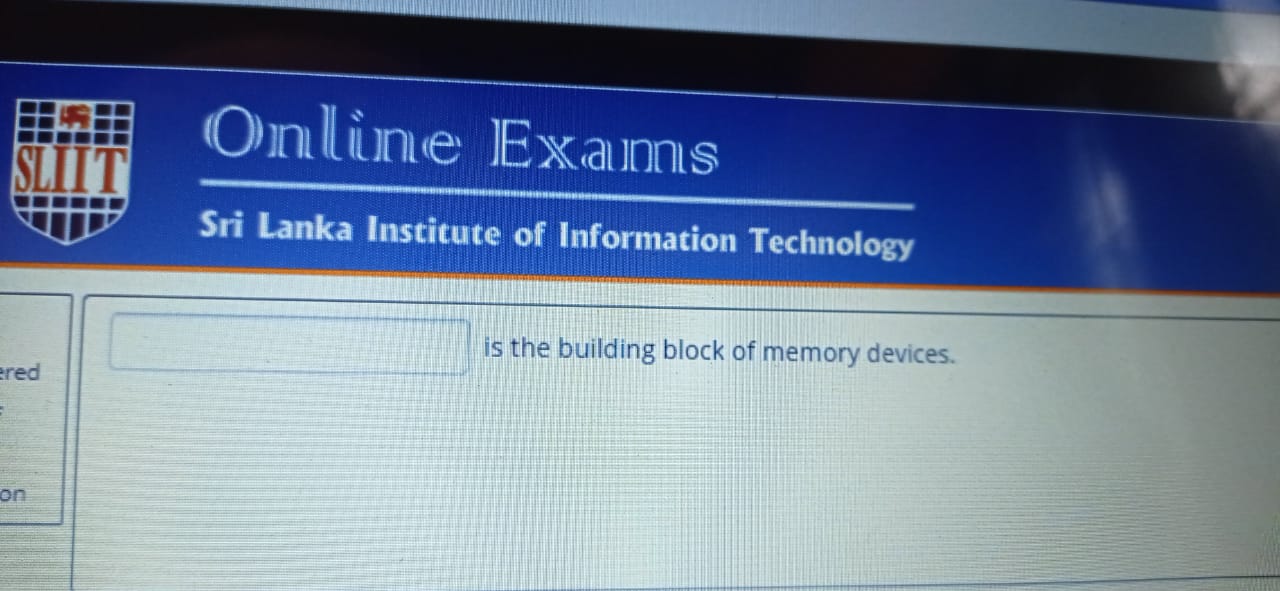 SLIIT
Online Exams
Sri Lanka Institute of Information Technology
is the building block of memory devices.
ered
on